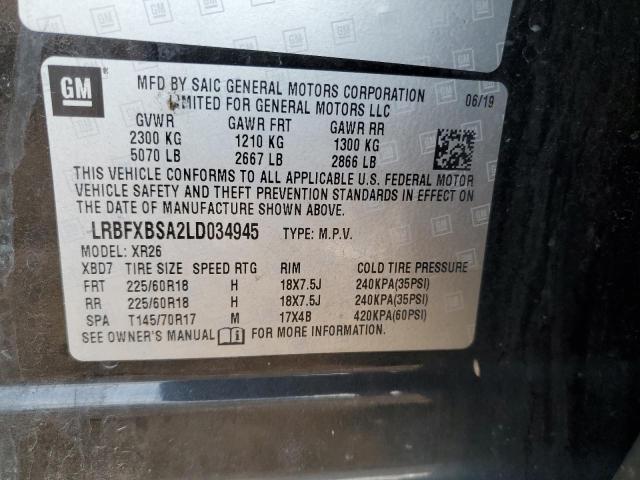 GM
MFD BY SAIC GENERAL MOTORS CORPORATION
LIMITED FOR GENERAL MOTORS LLC
06/19
GVWR GAWR FRT GAWR RR
2300 KG 1210 KG 1300 KG
5070 LB 2667 LB 2866 LB
THIS VEHICLE CONFORMS TO ALL APPLICABLE U.S. FEDERAL MOTOR
VEHICLE SAFETY AND THEFT PREVENTION STANDARDS IN EFFECT ON
DATE OF MANUFACTURE SHOWN ABOVE.
LRBFXBSA2LD034945 TYPE: M.P.V.
MODEL: XR26
XBD7 TIRE SIZE SPEED RTG RIM COLD TIRE PRESSURE
FRT 225/60R18 H 18X7.5J 240KPA(35PSI)
RR 225/60R18 H 18X7.5J 240KPA(35PSI)
SPA T145/70R17 M 17X4B 420KPA(60PSI)
SEE OWNER'S MANUAL FOR MORE INFORMATION.